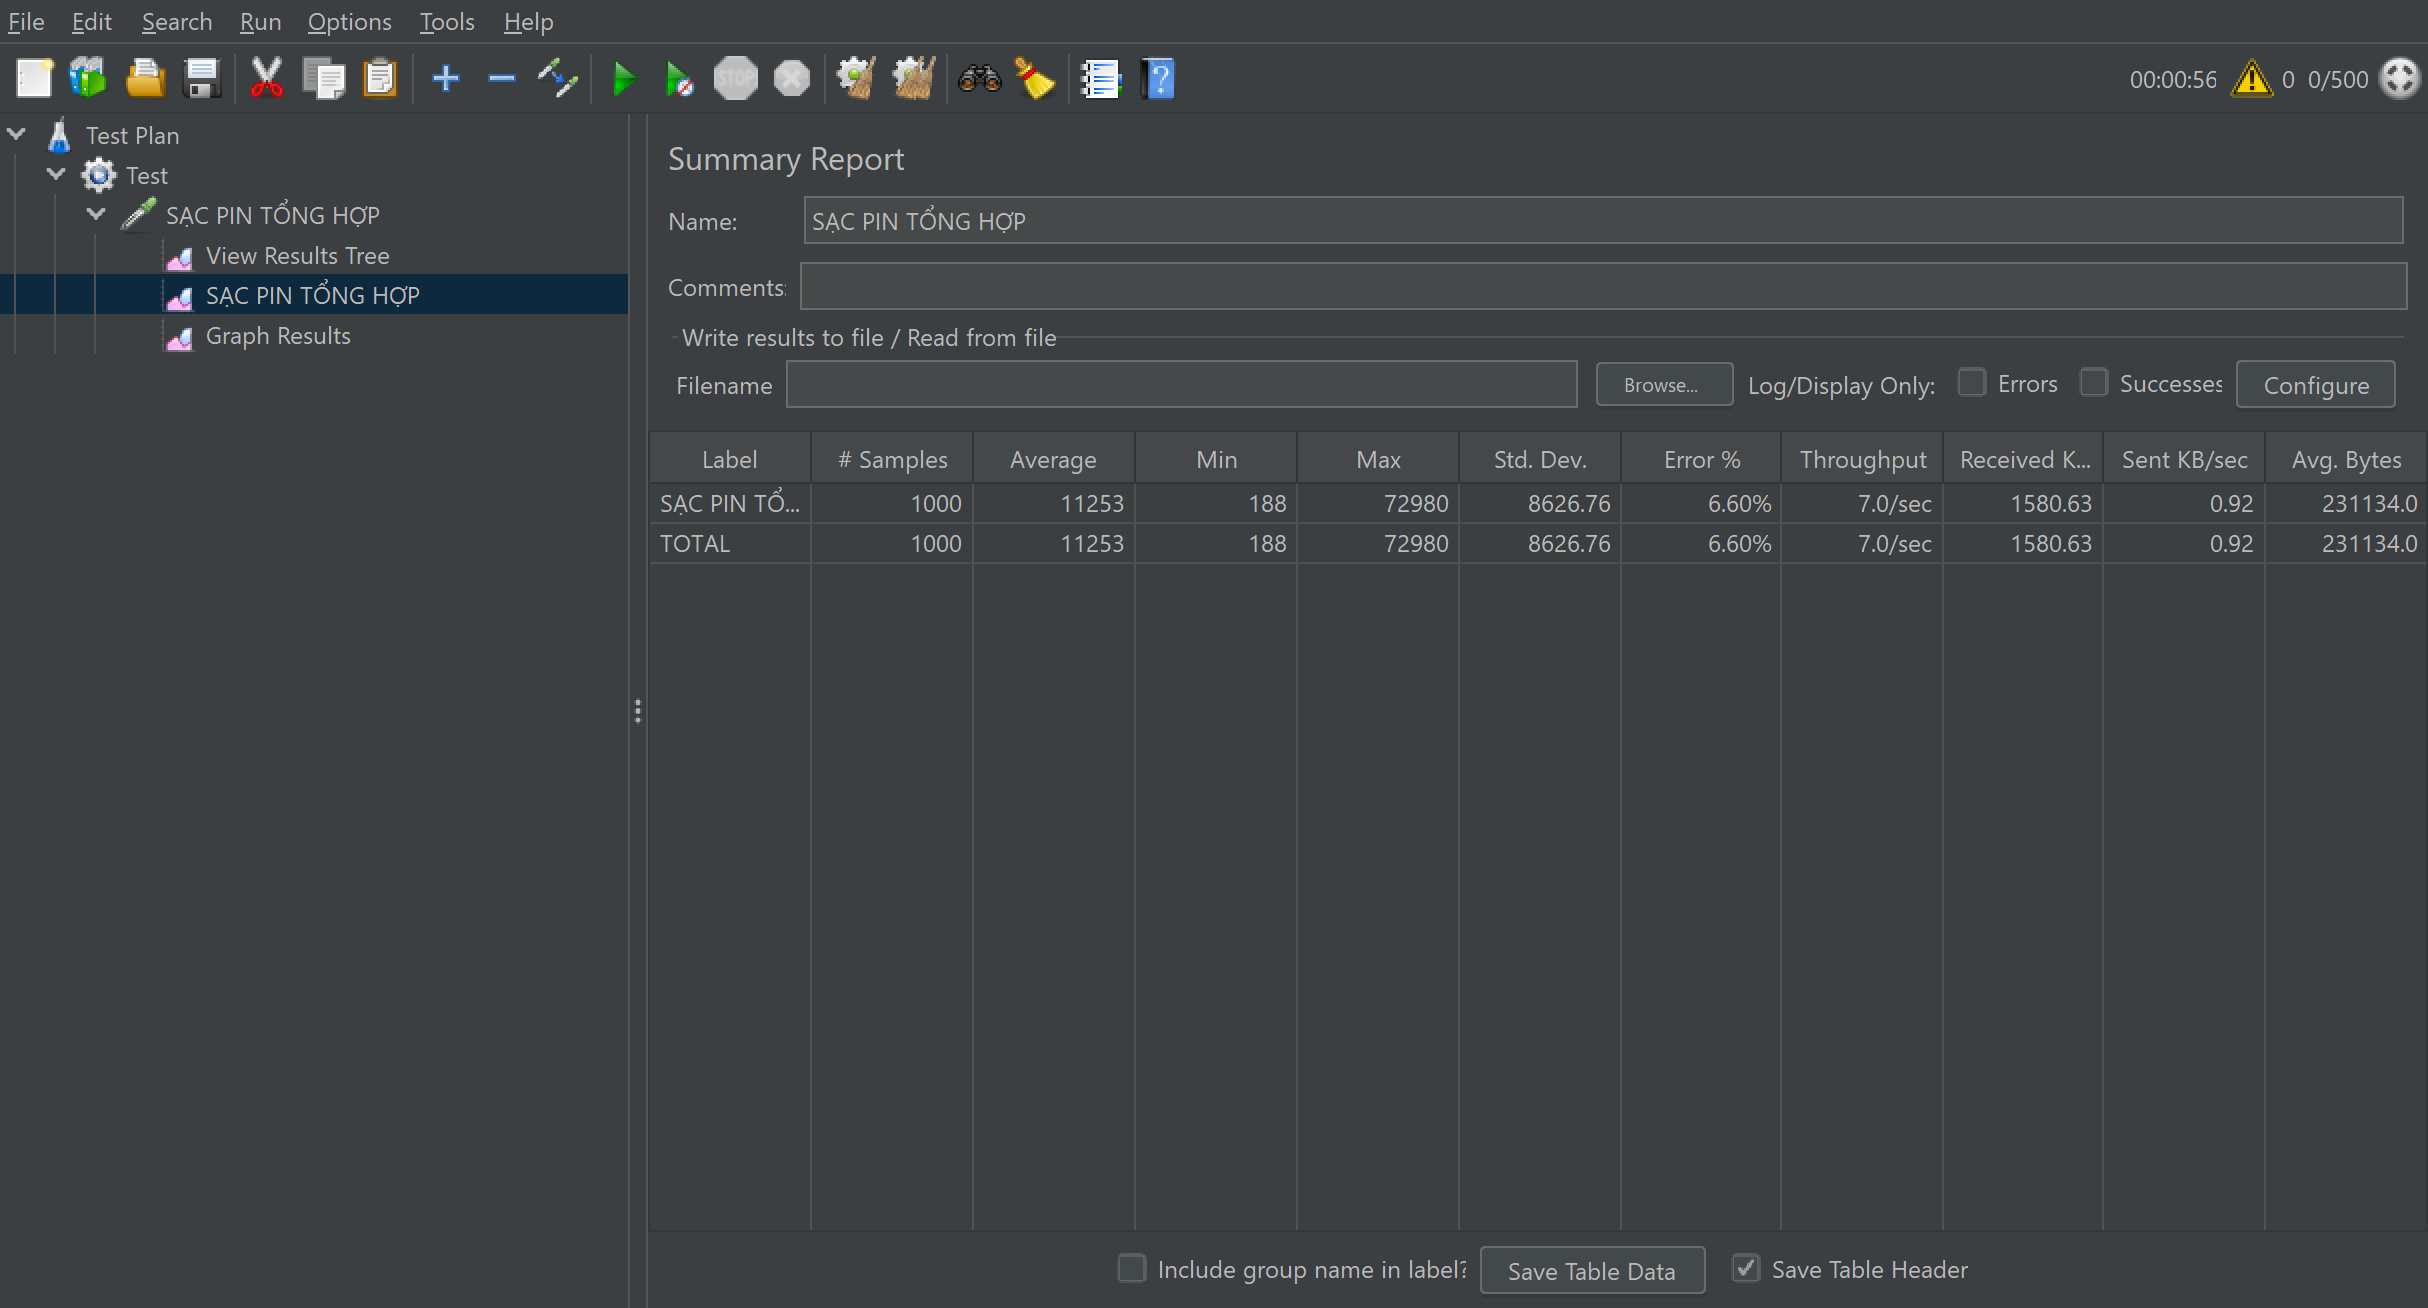 File Edit Search Run Options Tools Help
STOP
00:00:56 0 0/500
Test Plan
Test
SẠC PIN TỔNG HỢP
View Results Tree
SẠC PIN TỔNG HỢP
Graph Results
Summary Report
Name: SẠC PIN TỔNG HỢP
Comments:
Write results to file / Read from file
Filename Browse... Log/Display Only: Errors Successes Configure
Label # Samples Average Min Max Std. Dev. Error % Throughput Received K... Sent KB/sec Avg. Bytes
SẠC PIN TỔ... 1000 11253 188 72980 8626.76 6.60% 7.0/sec 1580.63 0.92 231134.0
TOTAL 1000 11253 188 72980 8626.76 6.60% 7.0/sec 1580.63 0.92 231134.0
Include group name in label? Save Table Data Save Table Header